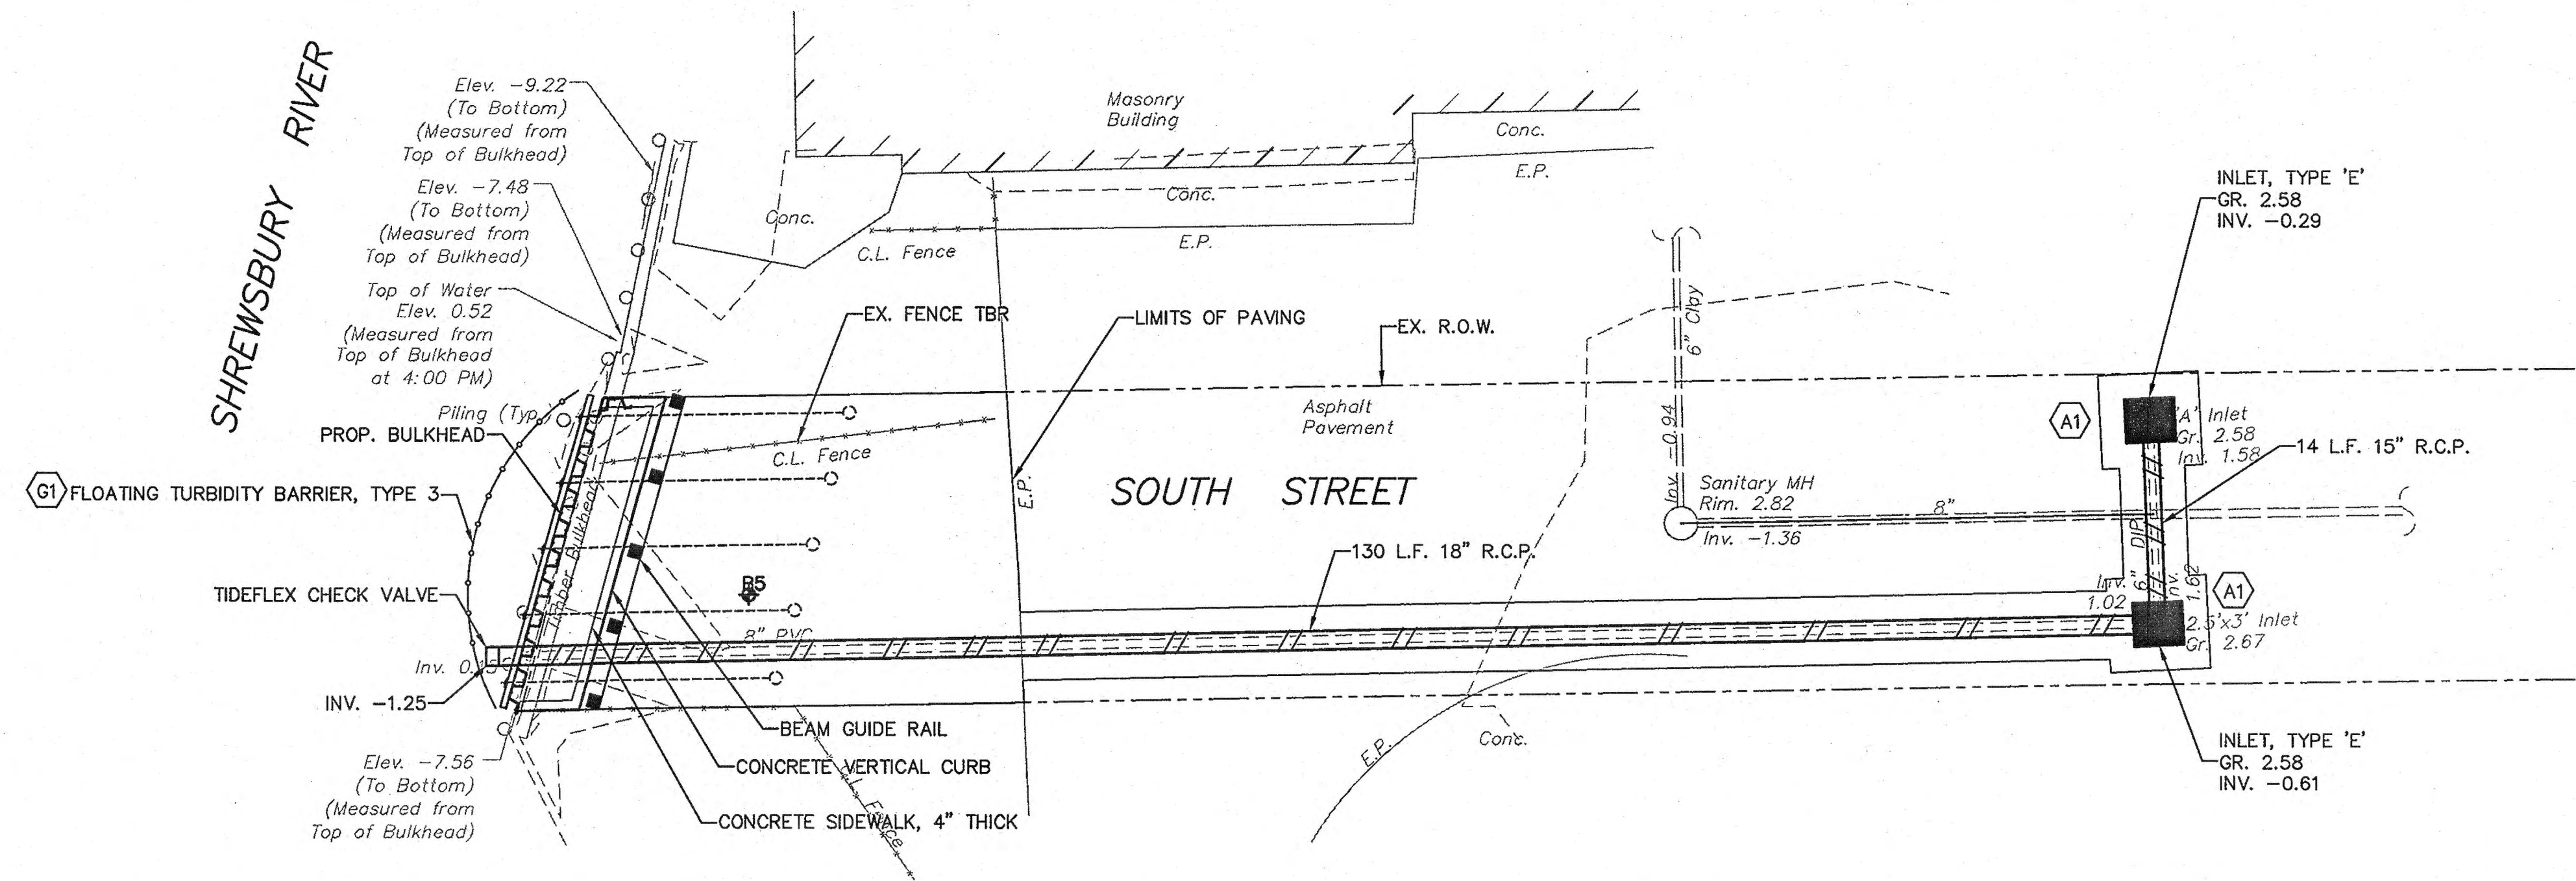 SHREWSBURY RIVER
Elev. -9.22
(To Bottom)
(Measured from
Top of Bulkhead)
Elev. -7.48
(To Bottom)
(Measured from
Top of Bulkhead)
Top of Water
Elev. 0.52
(Measured from
Top of Bulkhead
at 4:00 PM)
Piling (Typ.)
PROP. BULKHEAD
G1
FLOATING TURBIDITY BARRIER, TYPE 3
TIDEFLEX CHECK VALVE
Inv.
INV. -1.25
Elev. -7.56
(To Bottom)
(Measured from
Top of Bulkhead)
Timber Bulkhead
Conc.
Masonry
Building
Conc.
Conc.
E.P.
E.P.
C.L. Fence
EX. FENCE TBR
LIMITS OF PAVING
EX. R.O.W.
C.L. Fence
Asphalt
Pavement
E.P.
SOUTH STREET
B5
8" PVC
130 L.F. 18" R.C.P.
BEAM GUIDE RAIL
CONCRETE VERTICAL CURB
CONCRETE SIDEWALK, 4" THICK
C.L. Fence
E.P.
Conc.
6" Clay
Inv. -0.94
Sanitary MH
Rim. 2.82
Inv. -1.36
8"
INLET, TYPE 'E'
GR. 2.58
INV. -0.29
A1
'A' Inlet
Gr. 2.58
Inv. 1.58
14 L.F. 15" R.C.P.
6" DIP
Inv.
1.02
Inv.
1.62
A1
2.5'x3' Inlet
Gr. 2.67
INLET, TYPE 'E'
GR. 2.58
INV. -0.61